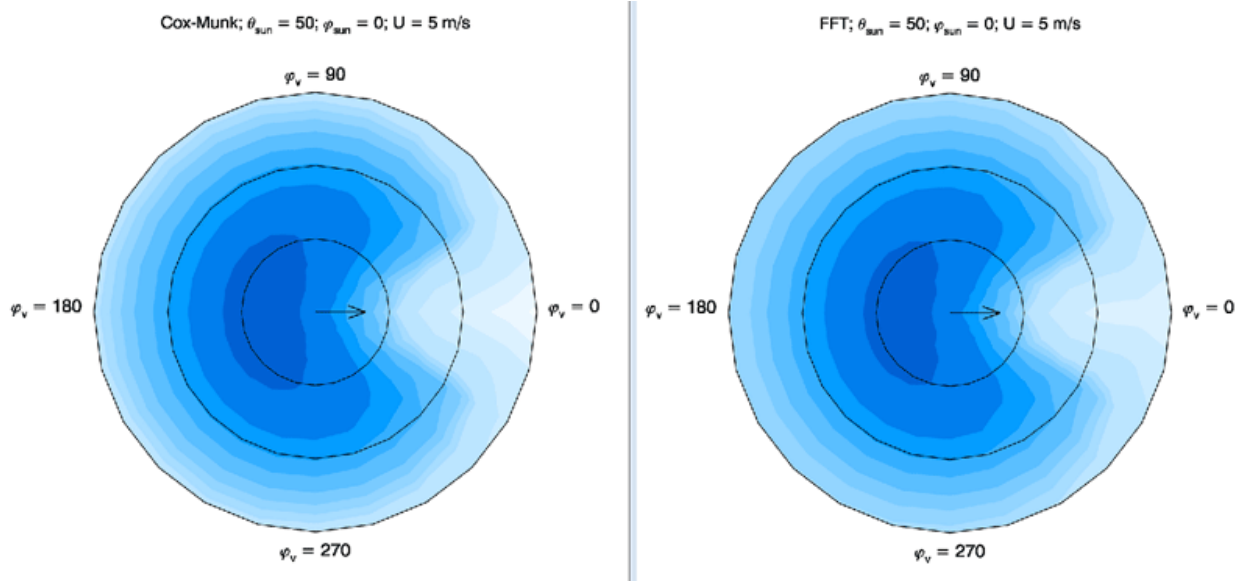 Cox-Munk; θsun = 50; φsun = 0; U = 5 m/s
φv = 90
φv = 180
φv = 0
φv = 270
FFT; θsun = 50; φsun = 0; U = 5 m/s
φv = 90
φv = 180
φv = 0
φv = 270